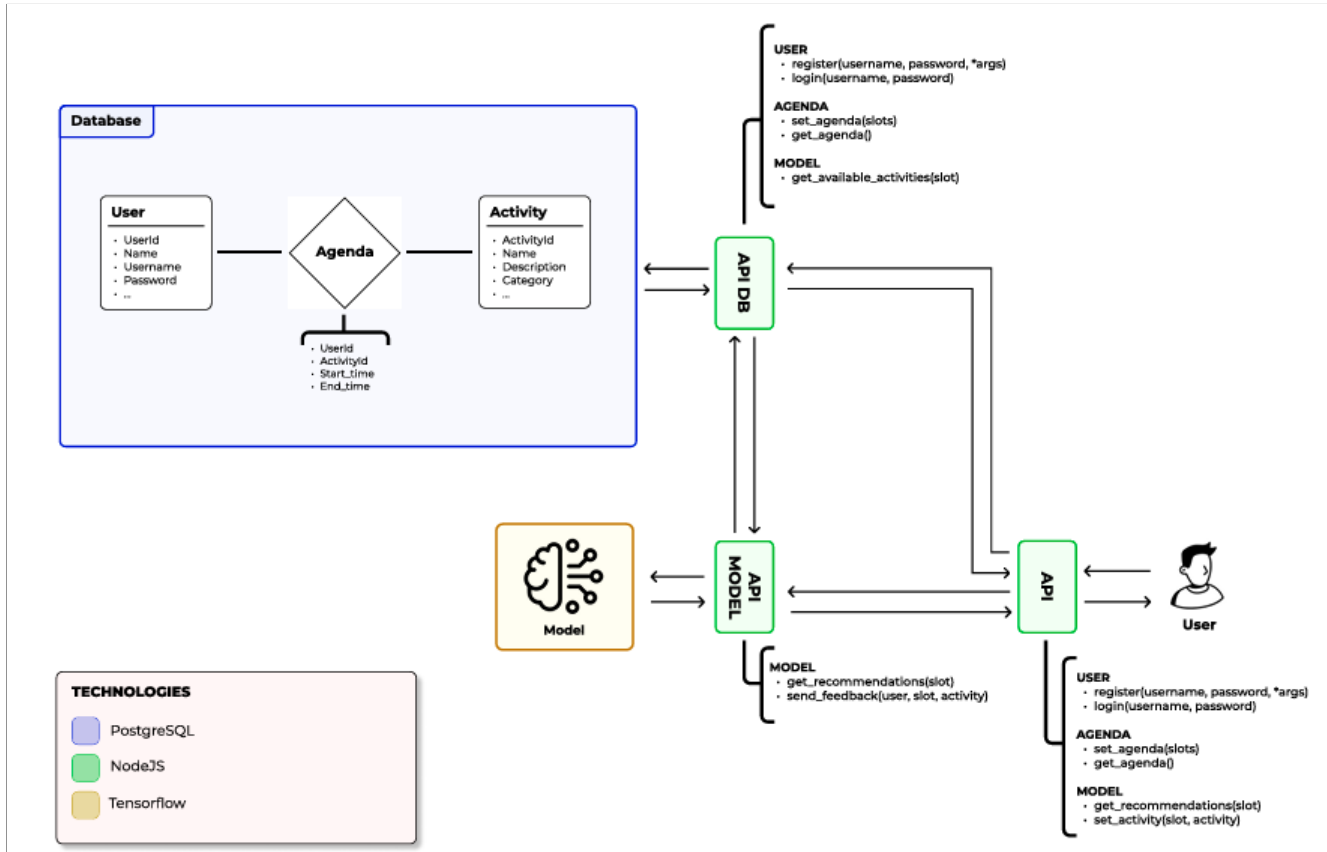 USER
· register(username, password, *args)
· login(username, password)
AGENDA
· set_agenda(slots)
· get_agenda()
MODEL
· get_available_activities(slot)
Database
User
· UserId
· Name
· Username
· Password
· ...
Agenda
· UserId
· ActivityId
· Start_time
· End_time
Activity
· ActivityId
· Name
· Description
· Category
· ...
API DB
Model
API
MODEL
API
User
MODEL
· get_recommendations(slot)
· send_feedback(user, slot, activity)
USER
· register(username, password, *args)
· login(username, password)
AGENDA
· set_agenda(slots)
· get_agenda()
MODEL
· get_recommendations(slot)
· set_activity(slot, activity)
TECHNOLOGIES
PostgreSQL
NodeJS
Tensorflow